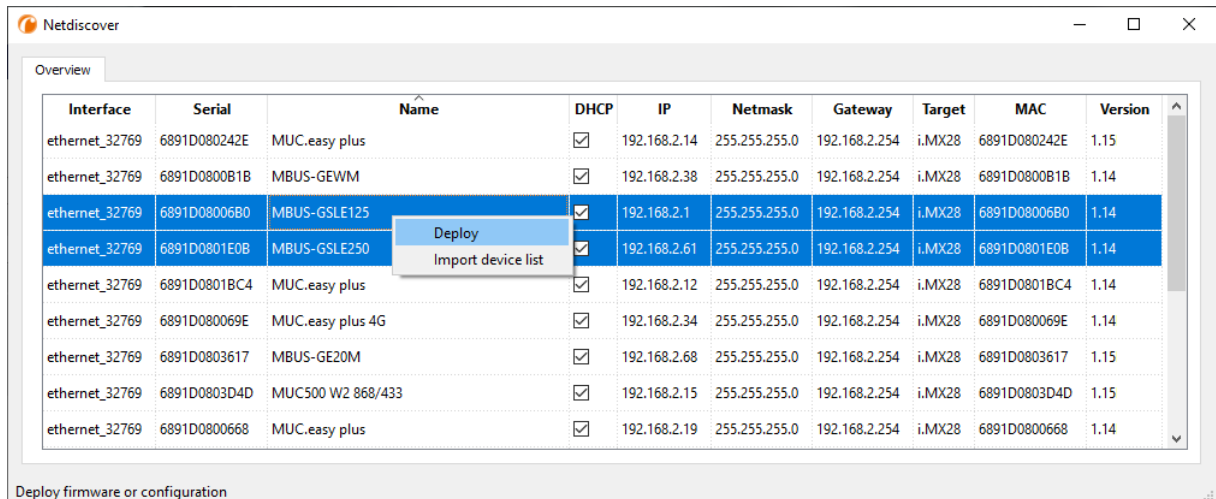 Netdiscover
Overview
Interface Serial Name DHCP IP Netmask Gateway Target MAC Version
ethernet_32769 6891D080242E MUC.easy plus 192.168.2.14 255.255.255.0 192.168.2.254 i.MX28 6891D080242E 1.15
ethernet_32769 6891D0800B1B MBUS-GEWM 192.168.2.38 255.255.255.0 192.168.2.254 i.MX28 6891D0800B1B 1.14
ethernet_32769 6891D08006B0 MBUS-GSLE125 192.168.2.1 255.255.255.0 192.168.2.254 i.MX28 6891D08006B0 1.14
Deploy
ethernet_32769 6891D0801E0B MBUS-GSLE250 192.168.2.61 255.255.255.0 192.168.2.254 i.MX28 6891D0801E0B 1.14
Import device list
ethernet_32769 6891D0801BC4 MUC.easy plus 192.168.2.12 255.255.255.0 192.168.2.254 i.MX28 6891D0801BC4 1.14
ethernet_32769 6891D080069E MUC.easy plus 4G 192.168.2.34 255.255.255.0 192.168.2.254 i.MX28 6891D080069E 1.14
ethernet_32769 6891D0803617 MBUS-GE20M 192.168.2.68 255.255.255.0 192.168.2.254 i.MX28 6891D0803617 1.15
ethernet_32769 6891D0803D4D MUC500 W2 868/433 192.168.2.15 255.255.255.0 192.168.2.254 i.MX28 6891D0803D4D 1.15
ethernet_32769 6891D0800668 MUC.easy plus 192.168.2.19 255.255.255.0 192.168.2.254 i.MX28 6891D0800668 1.14
Deploy firmware or configuration